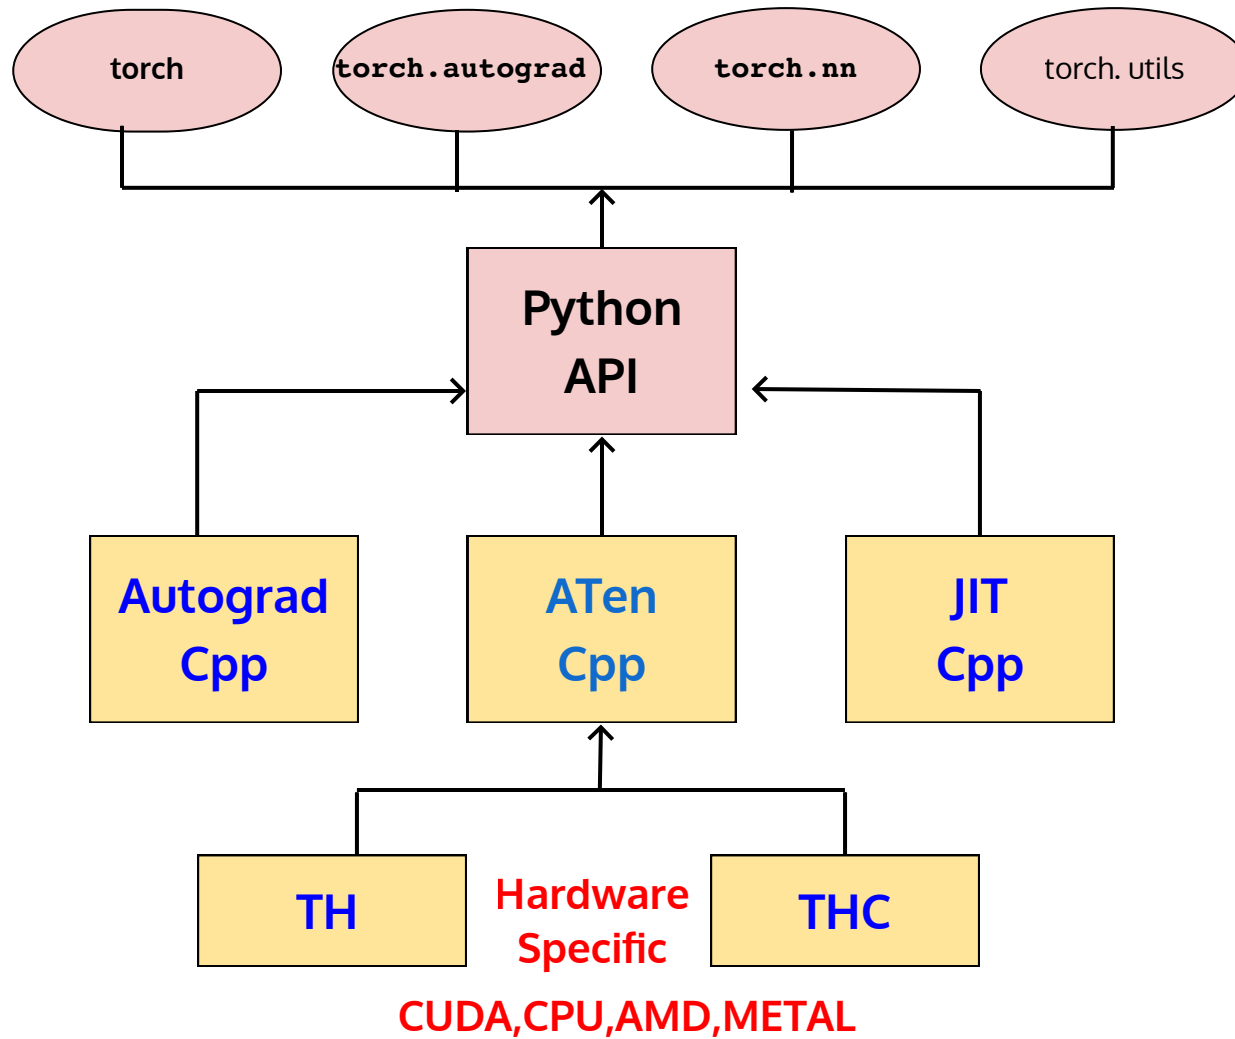 torch
torch.autograd
torch.nn
torch. utils
Python
API
Autograd
Cpp
ATen
Cpp
JIT
Cpp
TH
Hardware
Specific
THC
CUDA,CPU,AMD,METAL